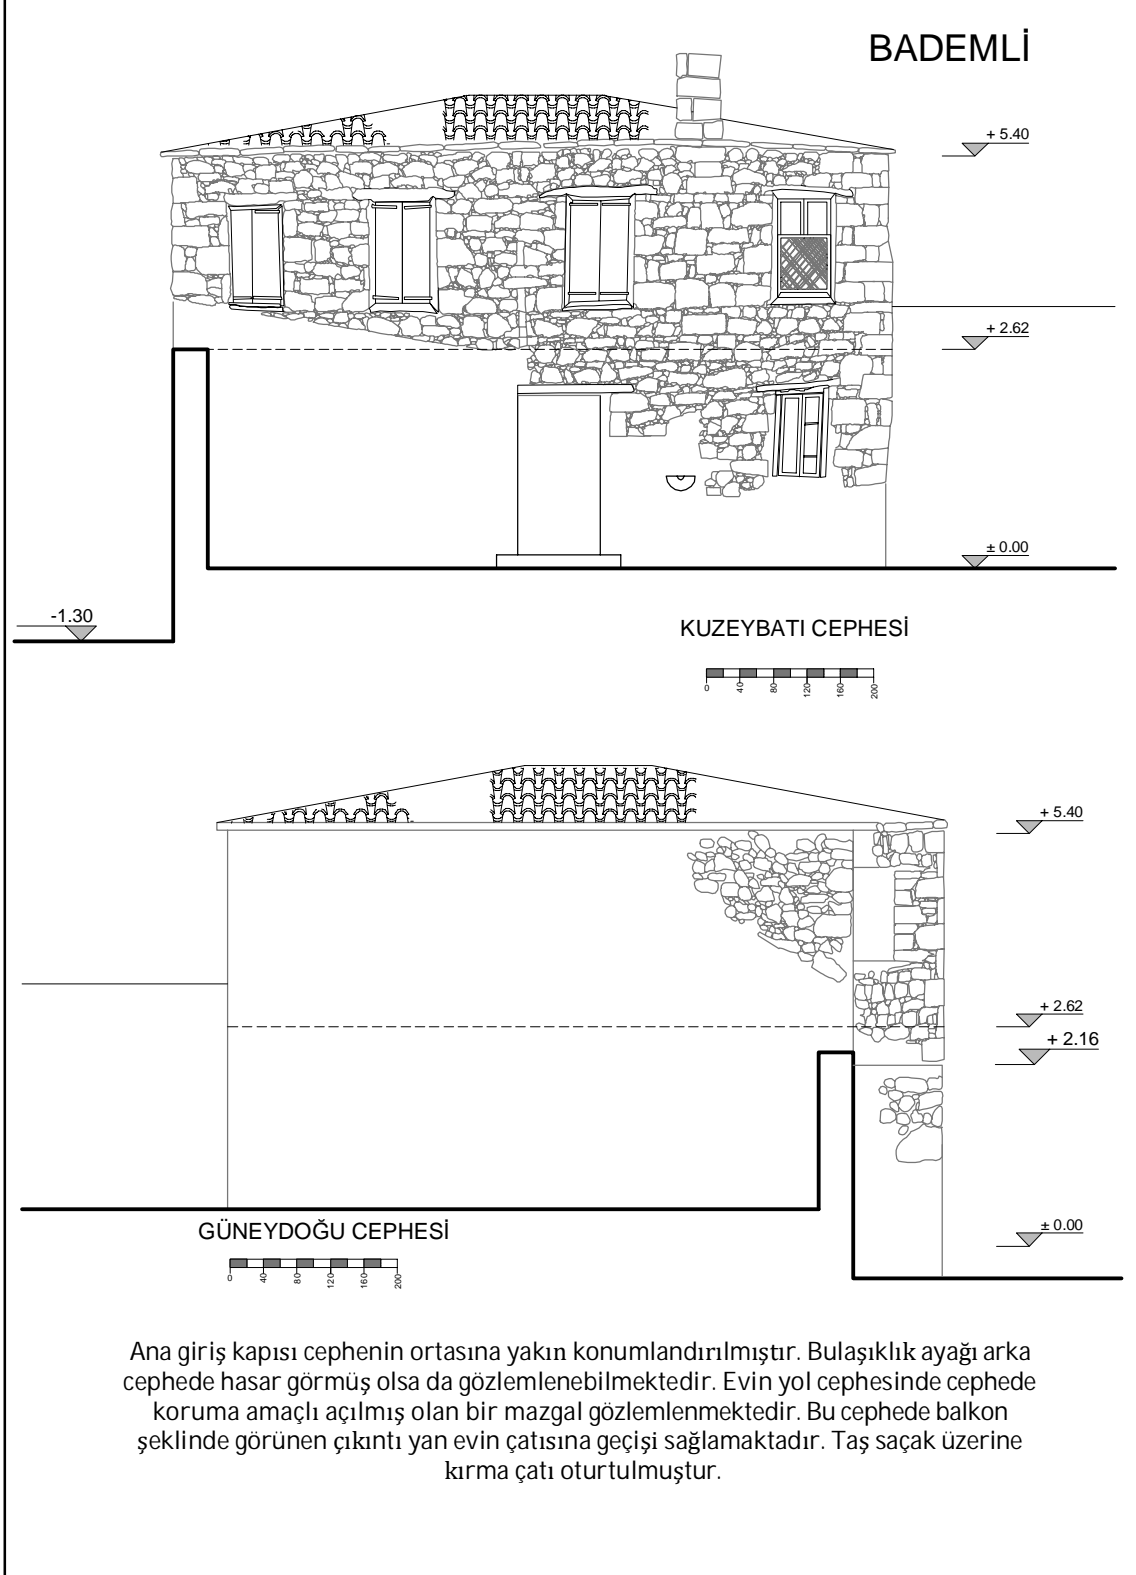 BADEMLİ
+ 5.40
+ 2.62
± 0.00
-1.30
KUZEYBATI CEPHESİ
0 40 80 120 160 200
+ 5.40
+ 2.62
+ 2.16
GÜNEYDOĞU CEPHESİ
± 0.00
0 40 80 120 160 200
Ana giriş kapısı cephenin ortasına yakın konumlandırılmıştır. Bulaşıklık ayağı arka
cephede hasar görmüş olsa da gözlemlenebilmektedir. Evin yol cephesinde cephede
koruma amaçlı açılmış olan bir mazgal gözlemlenmektedir. Bu cephede balkon
şeklinde görünen çıkıntı yan evin çatısına geçişi sağlamaktadır. Taş saçak üzerine
kırma çatı oturtulmuştur.